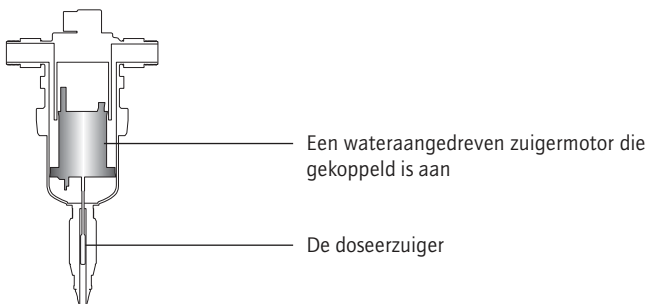 Een wateraangedreven zuigermotor die
gekoppeld is aan
De doseerzuiger